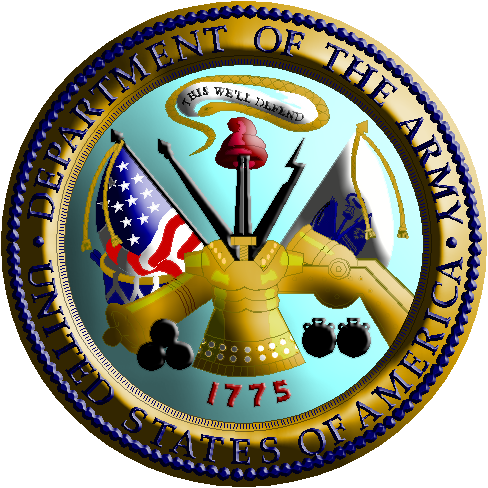 DEPARTMENT OF THE ARMY
THIS WE'LL DEFEND
1775
UNITED STATES OF AMERICA